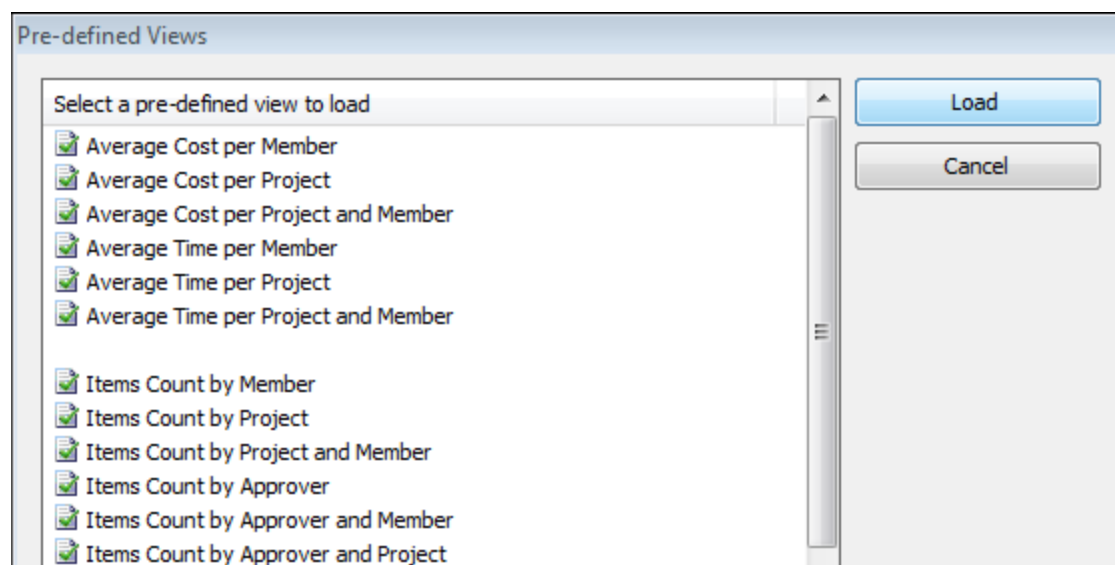 Pre-defined Views
Select a pre-defined view to load
Load
Cancel
Average Cost per Member
Average Cost per Project
Average Cost per Project and Member
Average Time per Member
Average Time per Project
Average Time per Project and Member
Items Count by Member
Items Count by Project
Items Count by Project and Member
Items Count by Approver
Items Count by Approver and Member
Items Count by Approver and Project